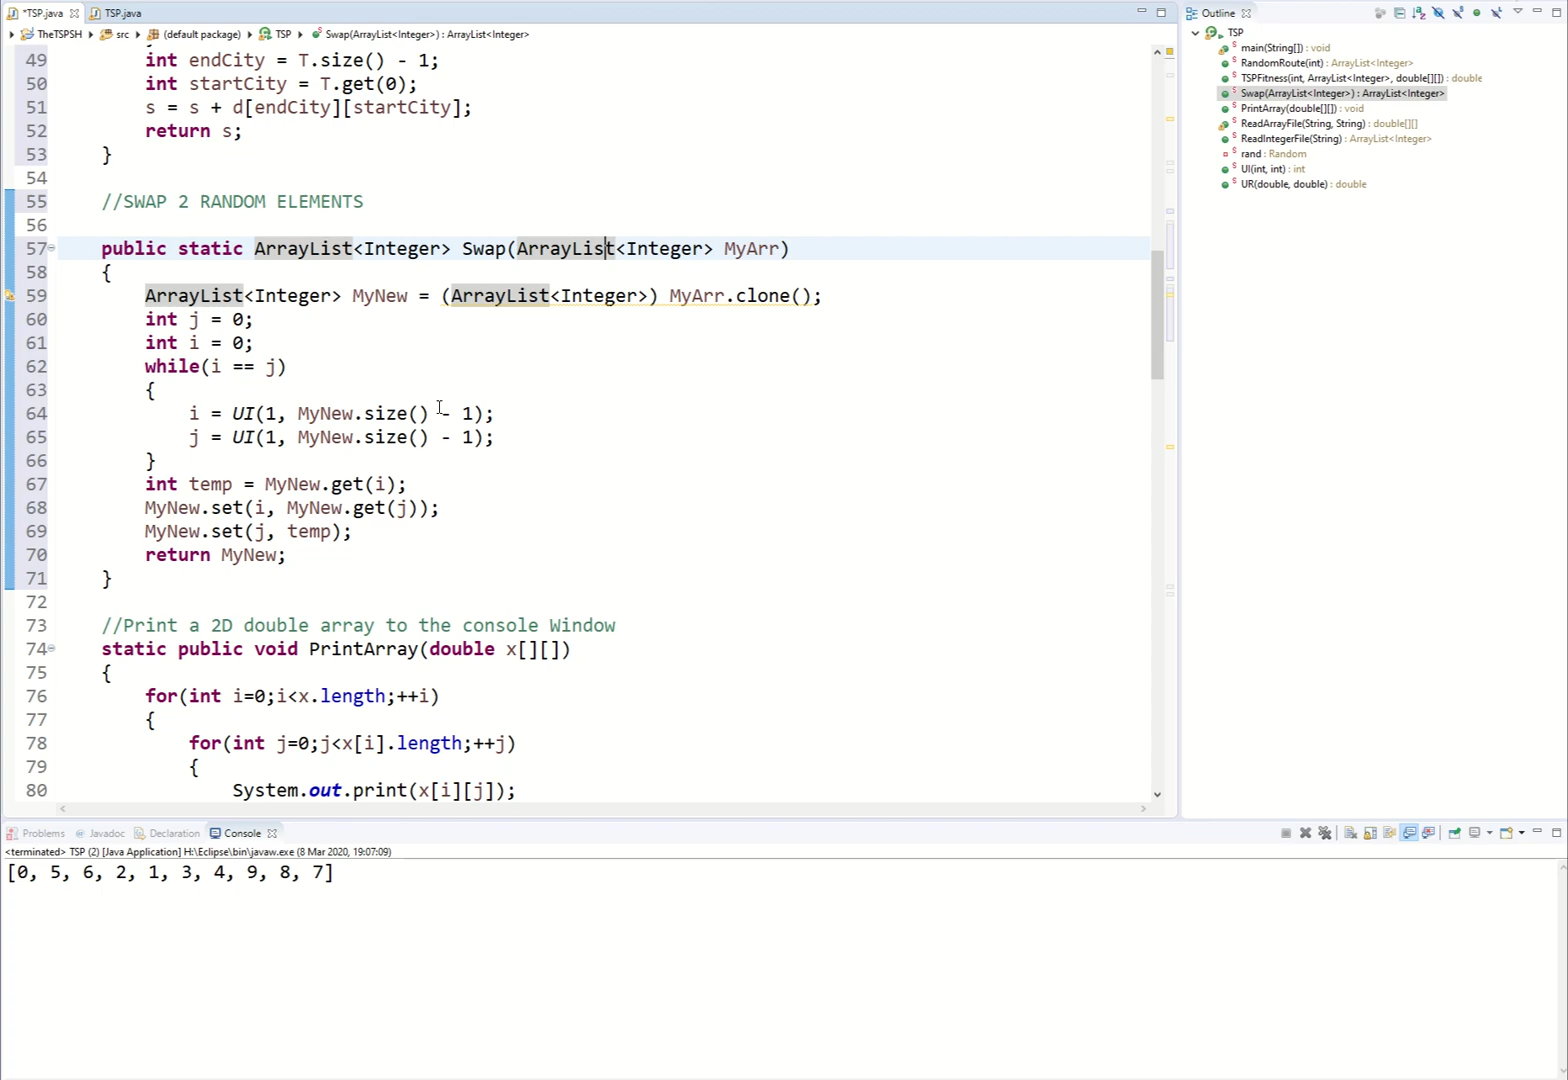 *TSP.java
TSP.java
TheTSPSH
src
(default package)
TSP
Swap(ArrayList<Integer>) : ArrayList<Integer>
49 int endCity = T.size() - 1;
50 int startCity = T.get(0);
51 s = s + d[endCity][startCity];
52 return s;
53 }
54
55 //SWAP 2 RANDOM ELEMENTS
56
57 public static ArrayList<Integer> Swap(ArrayList<Integer> MyArr)
58 {
59 ArrayList<Integer> MyNew = (ArrayList<Integer>) MyArr.clone();
60 int j = 0;
61 int i = 0;
62 while(i == j)
63 {
64 i = UI(1, MyNew.size() - 1);
65 j = UI(1, MyNew.size() - 1);
66 }
67 int temp = MyNew.get(i);
68 MyNew.set(i, MyNew.get(j));
69 MyNew.set(j, temp);
70 return MyNew;
71 }
72
73 //Print a 2D double array to the console Window
74 static public void PrintArray(double x[][])
75 {
76 for(int i=0;i<x.length;++i)
77 {
78 for(int j=0;j<x[i].length;++j)
79 {
80 System.out.print(x[i][j]);
Outline
TSP
main(String[]) : void
RandomRoute(int) : ArrayList<Integer>
TSPFitness(int, ArrayList<Integer>, double[][]) : double
Swap(ArrayList<Integer>) : ArrayList<Integer>
PrintArray(double[][]) : void
ReadArrayFile(String, String) : double[][]
ReadIntegerFile(String) : ArrayList<Integer>
rand : Random
UI(int, int) : int
UR(double, double) : double
Problems
Javadoc
Declaration
Console
<terminated> TSP (2) [Java Application] H:\Eclipse\bin\javaw.exe (8 Mar 2020, 19:07:09)
[0, 5, 6, 2, 1, 3, 4, 9, 8, 7]